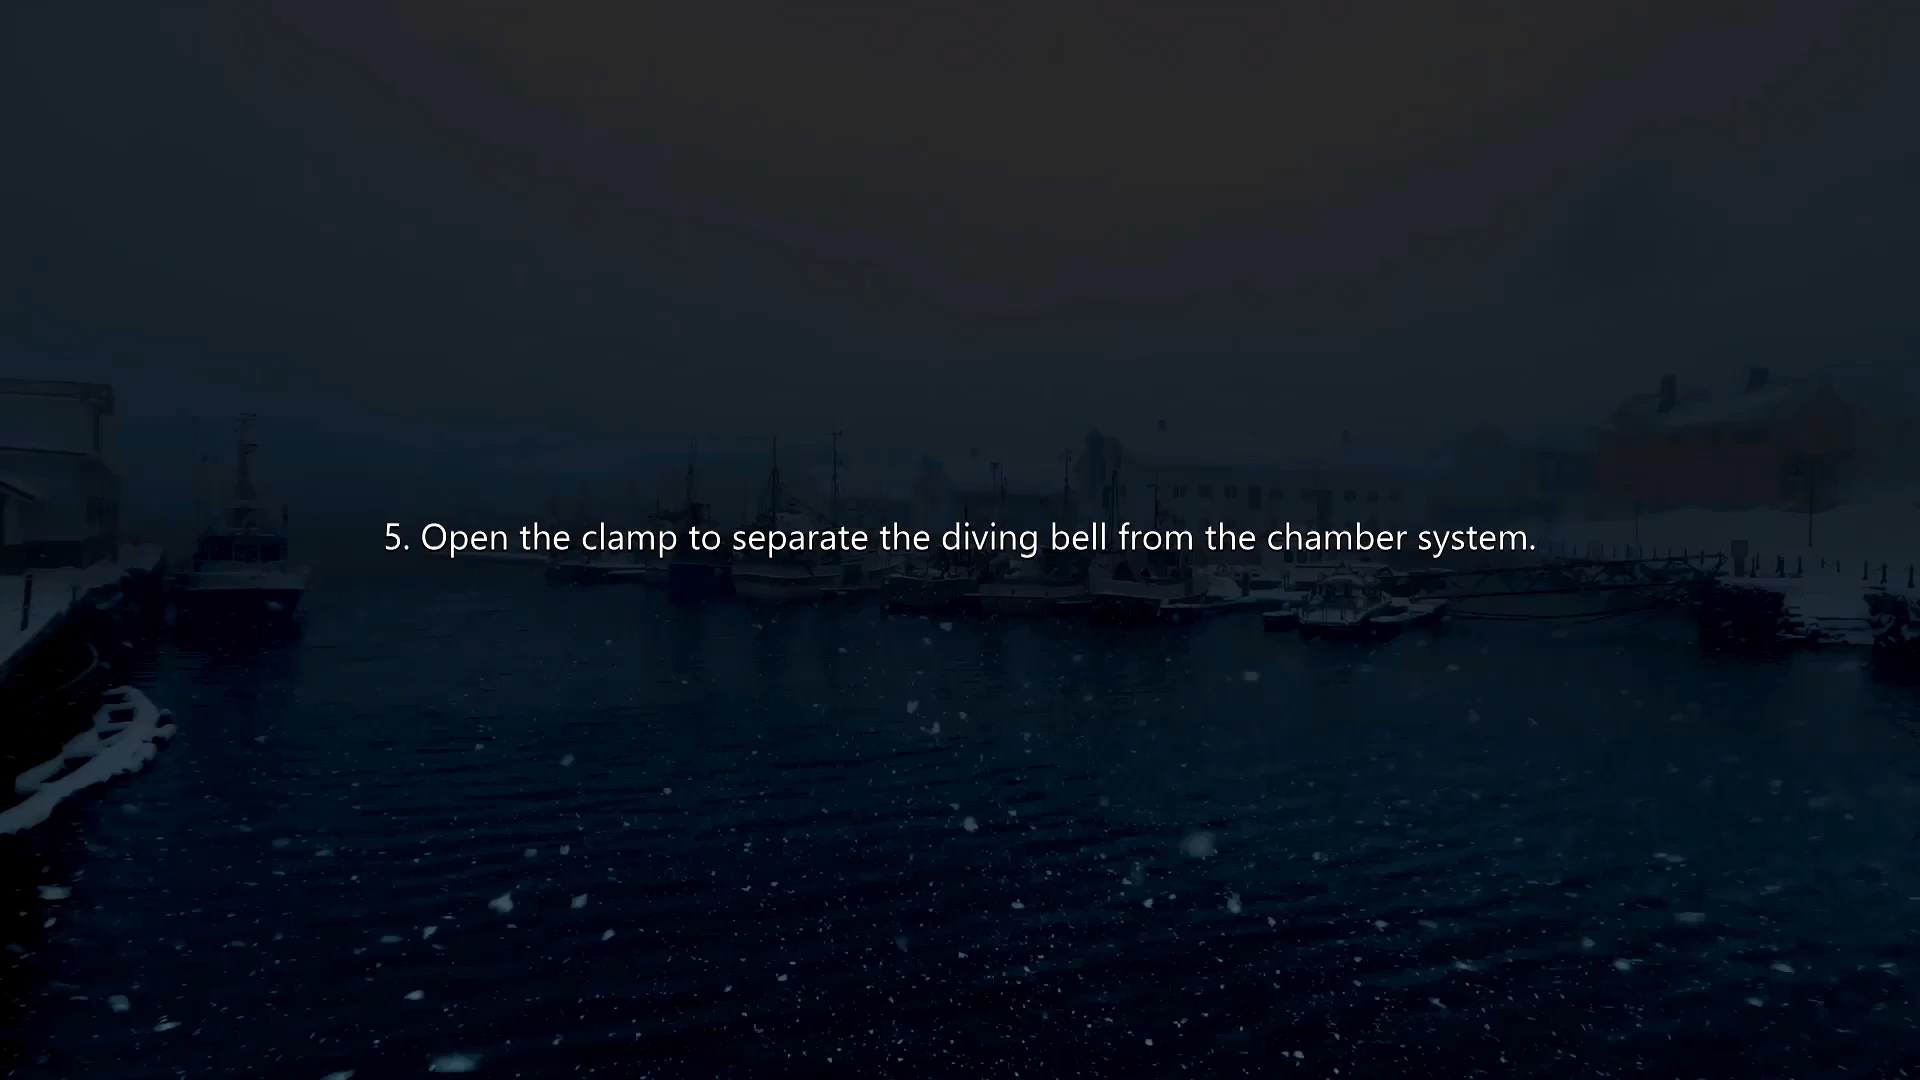 5. Open the clamp to separate the diving bell from the chamber system.